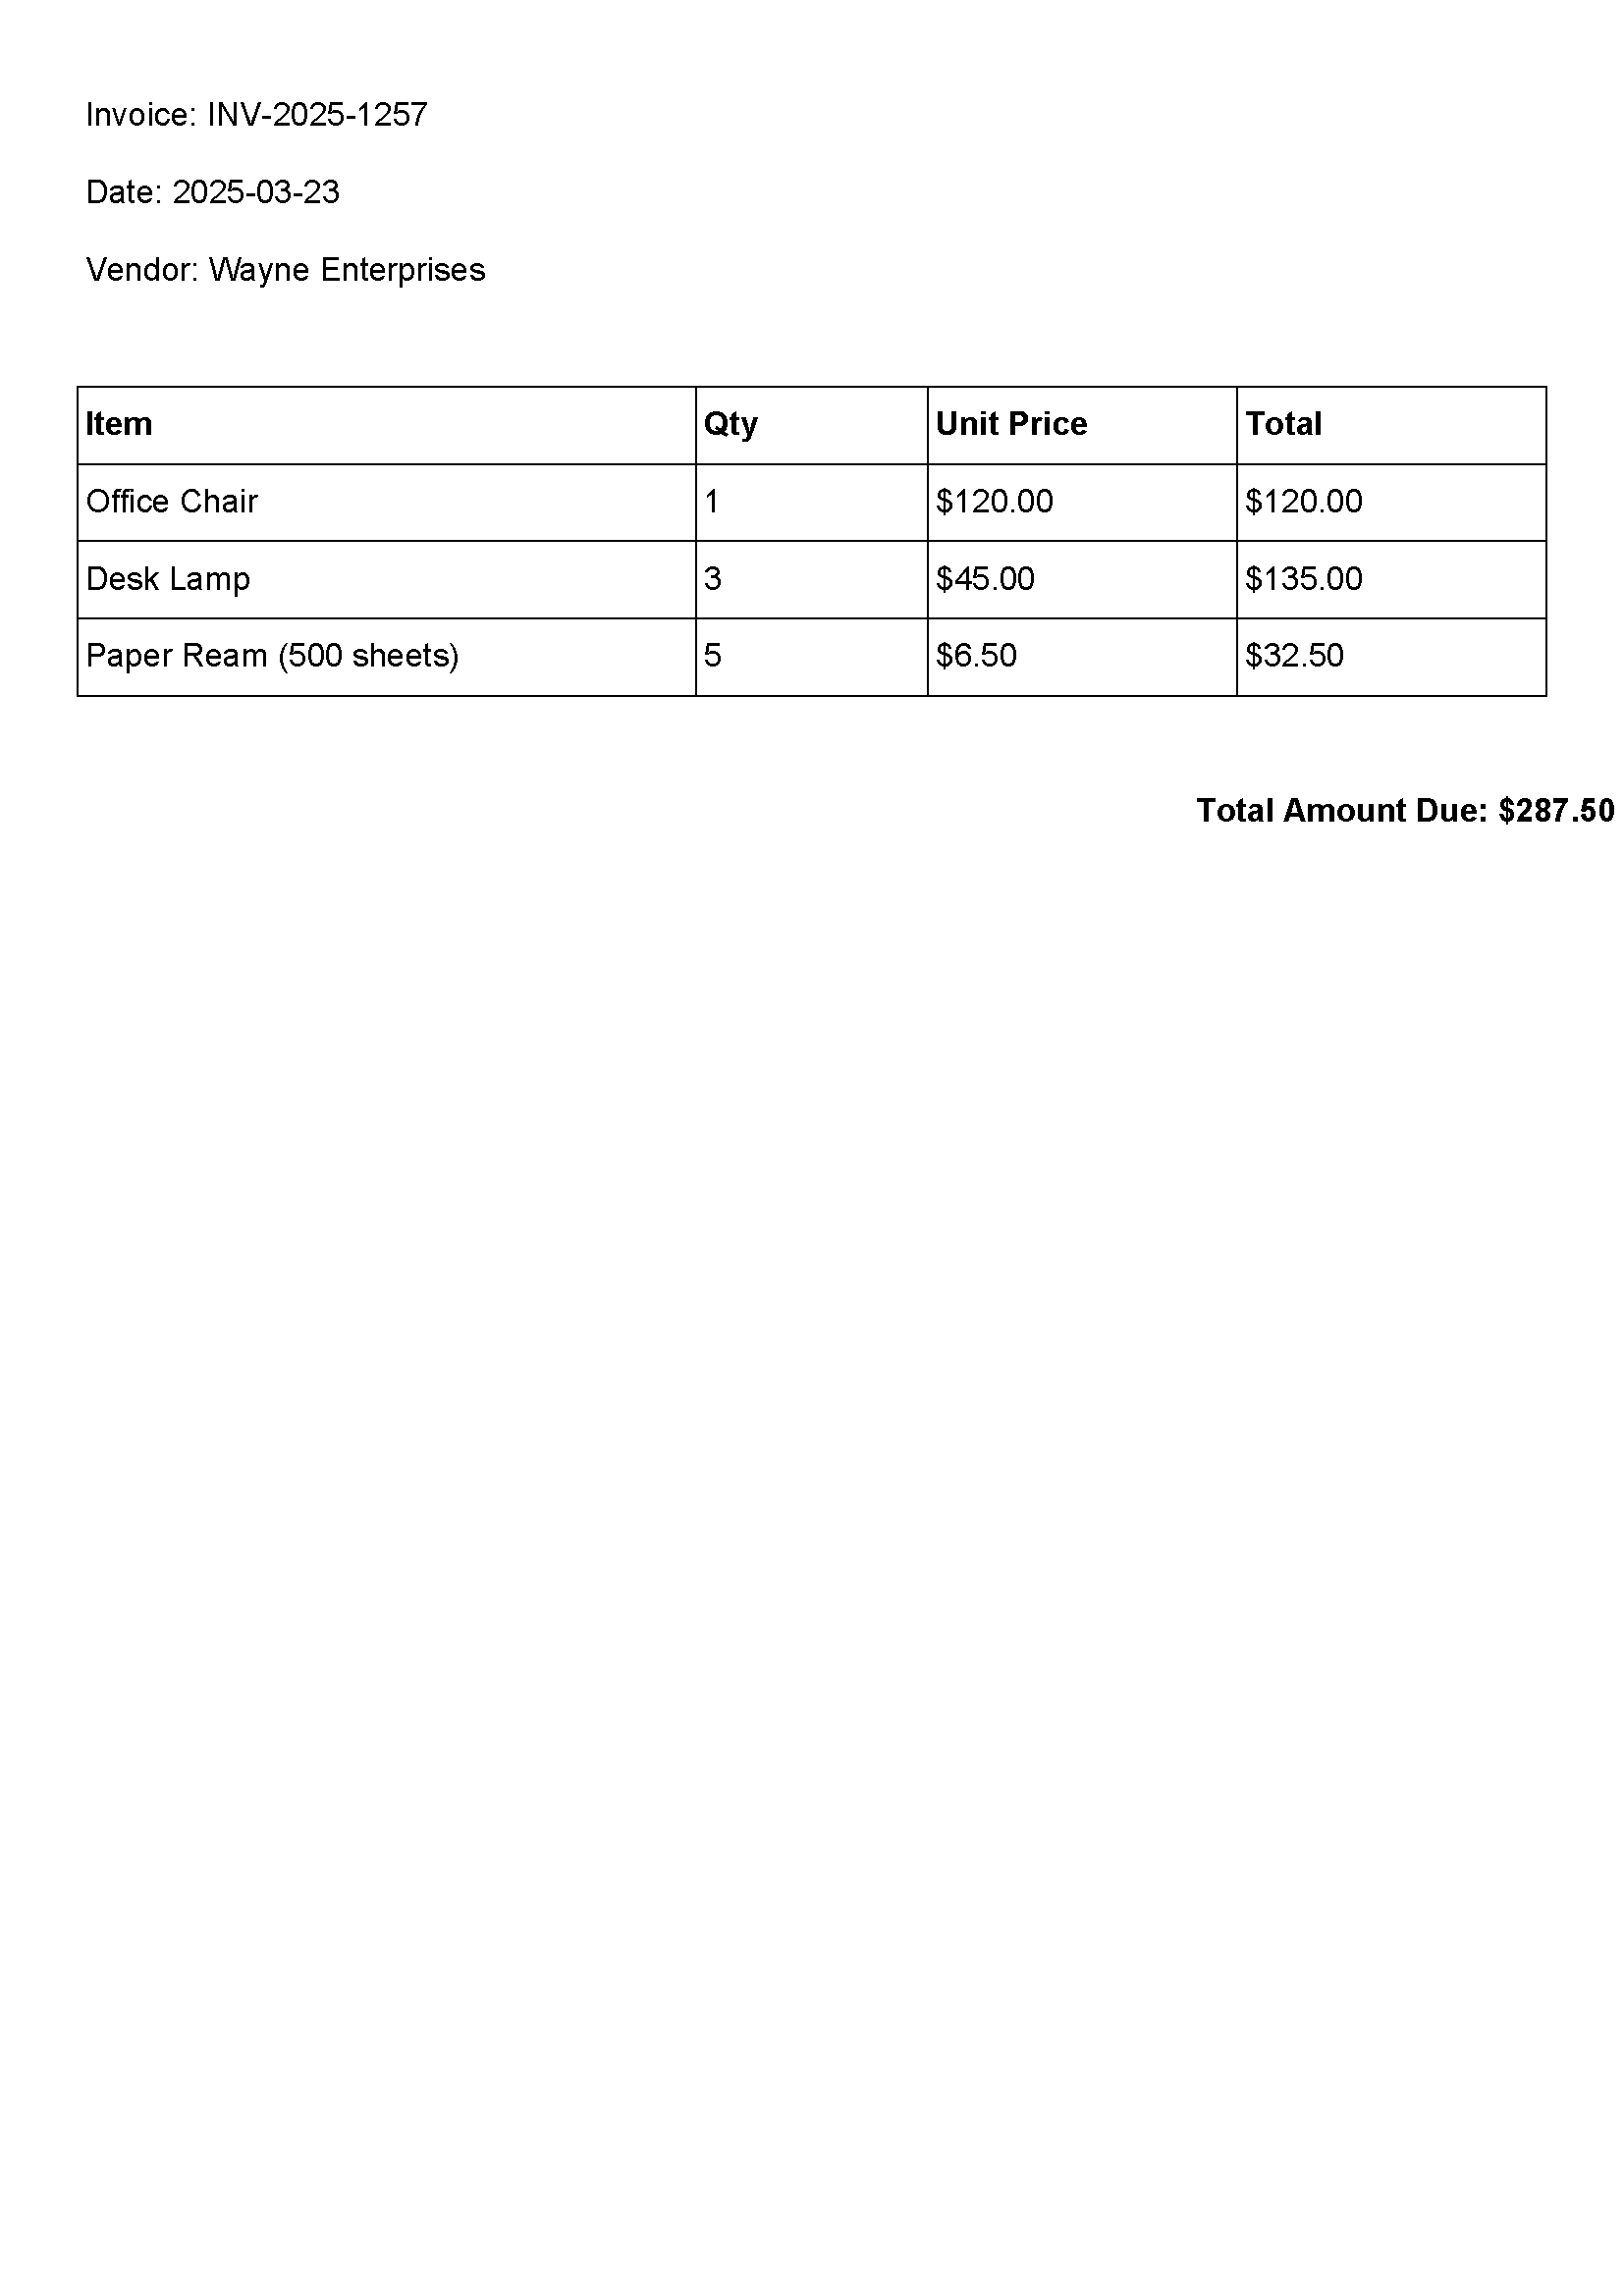 Invoice: INV-2025-1257
Date: 2025-03-23
Vendor: Wayne Enterprises
Item Qty Unit Price Total
Office Chair 1 $120.00 $120.00
Desk Lamp 3 $45.00 $135.00
Paper Ream (500 sheets) 5 $6.50 $32.50
Total Amount Due: $287.50